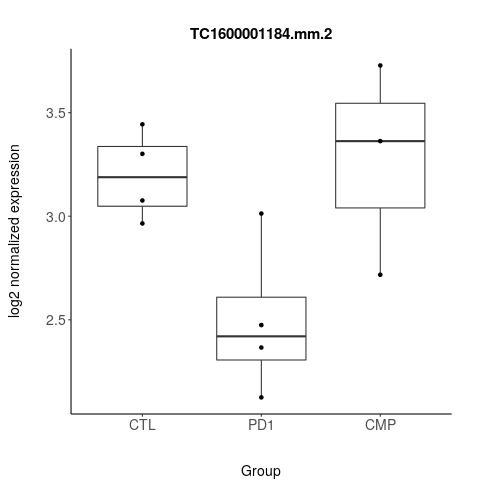 TC1600001184.mm.2
log2 normalized expression
3.5
3.0
2.5
CTL
PD1
CMP
Group